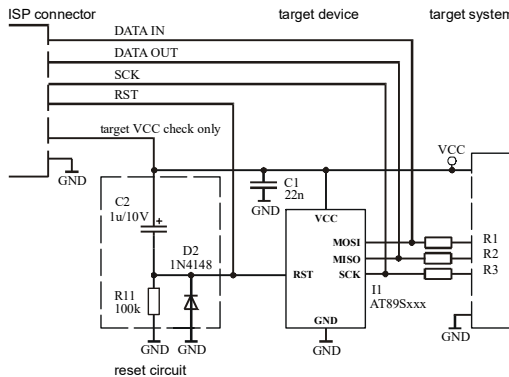 ISP connector
target device
target system
DATA IN
DATA OUT
SCK
RST
target VCC check only
GND
VCC
C1
22n
GND
C2
1u/10V
+
D2
1N4148
R11
100k
GND
GND
reset circuit
VCC
MOSI
MISO
SCK
RST
GND
I1
AT89Sxxx
GND
R1
R2
R3
GND